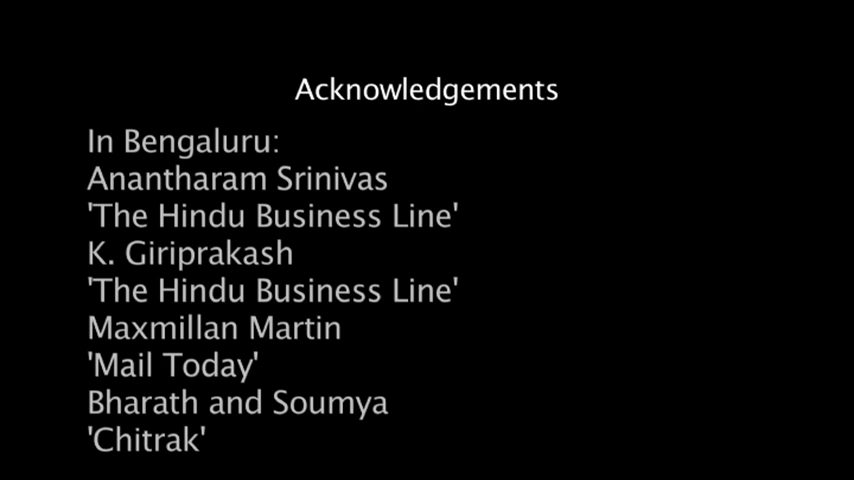 Acknowledgements
In Bengaluru:
Anantharam Srinivas
'The Hindu Business Line'
K. Giriprakash
'The Hindu Business Line'
Maxmillan Martin
'Mail Today'
Bharath and Soumya
'Chitrak'